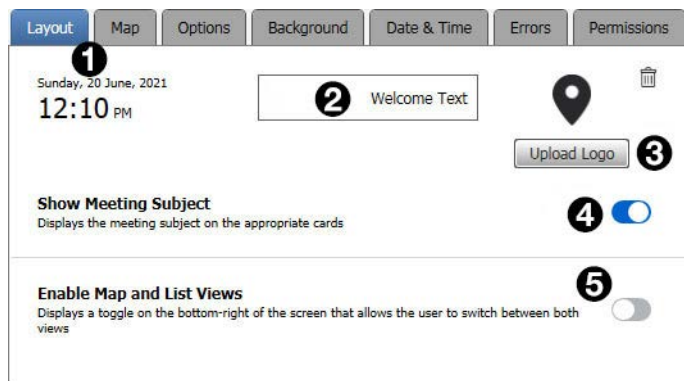 Layout Map Options Background Date & Time Errors Permissions
1
Sunday, 20 June, 2021
12:10 PM
2 Welcome Text
Upload Logo 3
Show Meeting Subject
Displays the meeting subject on the appropriate cards
4
5
Enable Map and List Views
Displays a toggle on the bottom-right of the screen that allows the user to switch between both
views